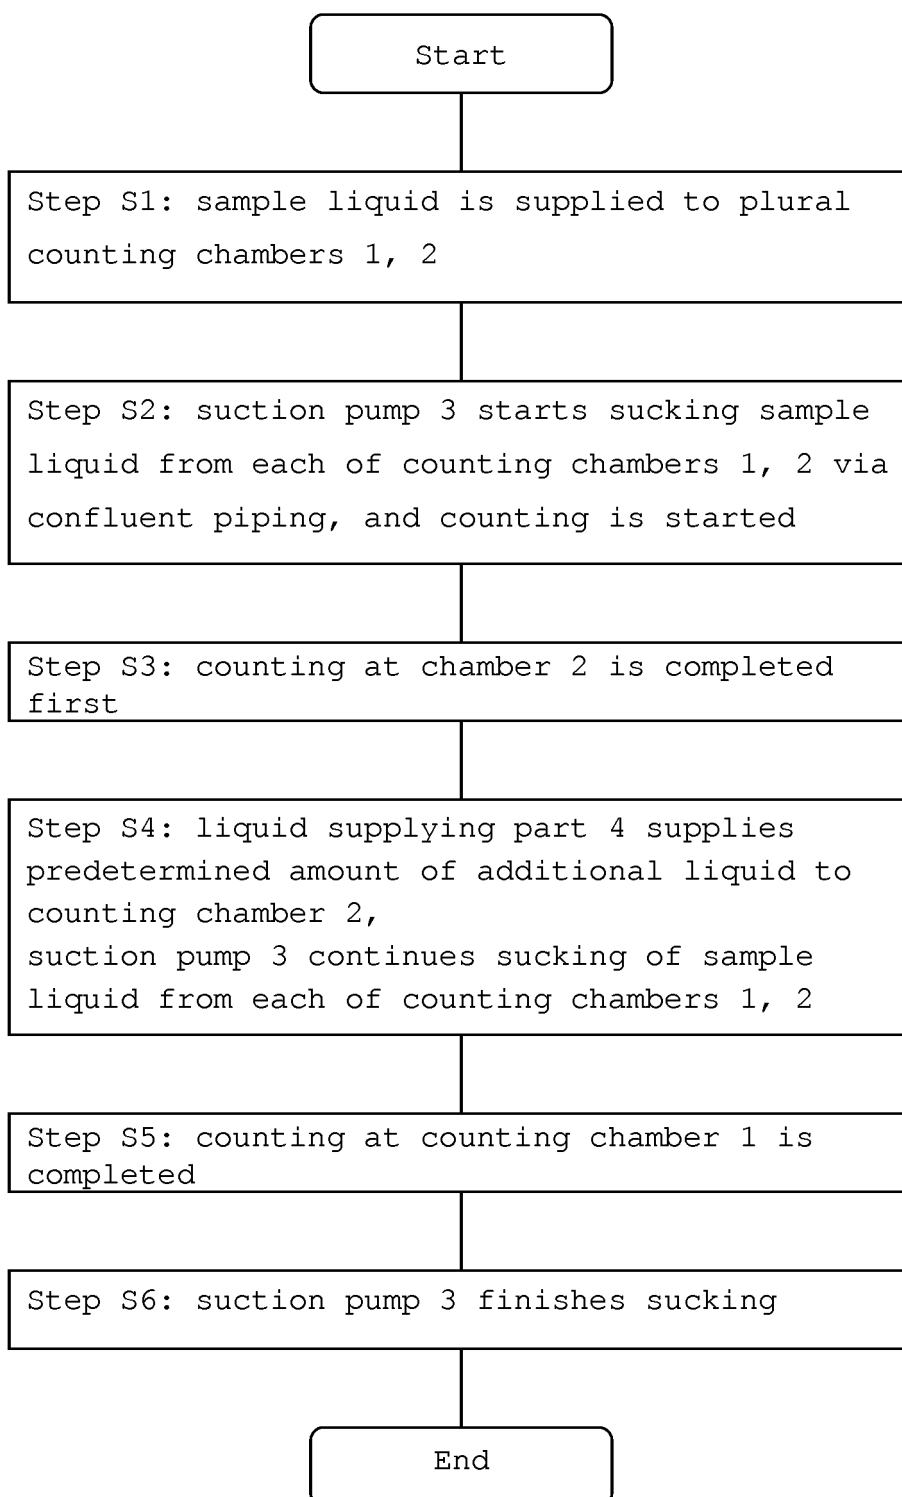 Start
Step S1: sample liquid is supplied to plural
counting chambers 1, 2
Step S2: suction pump 3 starts sucking sample
liquid from each of counting chambers 1, 2 via
confluent piping, and counting is started
Step S3: counting at chamber 2 is completed
first
Step S4: liquid supplying part 4 supplies
predetermined amount of additional liquid to
counting chamber 2,
suction pump 3 continues sucking of sample
liquid from each of counting chambers 1, 2
Step S5: counting at counting chamber 1 is
completed
Step S6: suction pump 3 finishes sucking
End